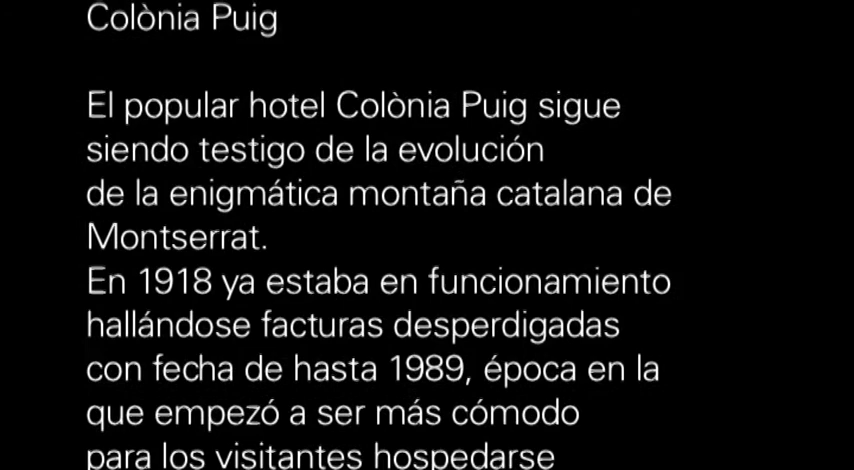 Colònia Puig
El popular hotel Colònia Puig sigue
siendo testigo de la evolución
de la enigmática montaña catalana de
Montserrat.
En 1918 ya estaba en funcionamiento
hallándose facturas desperdigadas
con fecha de hasta 1989, época en la
que empezó a ser más cómodo
para los visitantes hospedarse